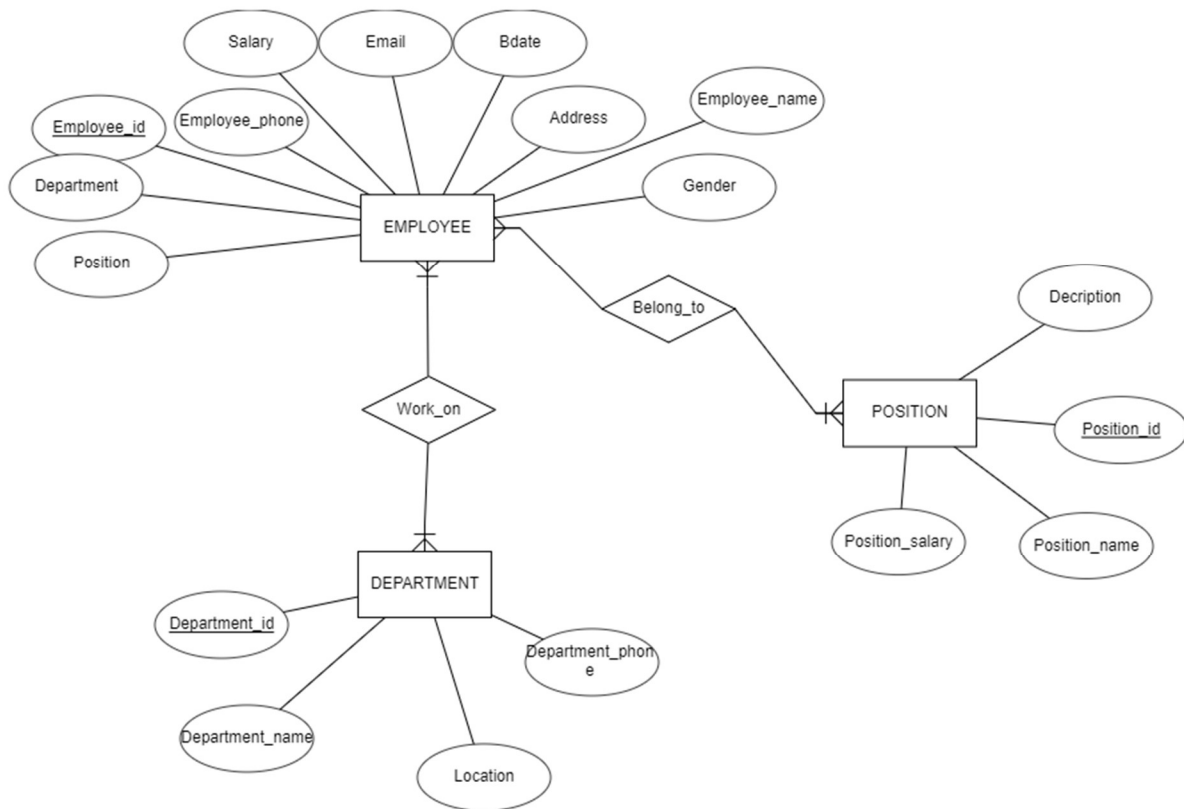 Salary
Email
Bdate
Employee_name
Employee_id
Employee_phone
Address
Department
Gender
EMPLOYEE
Position
Decription
Belong_to
Work_on
POSITION
Position_id
Position_salary
Position_name
DEPARTMENT
Department_id
Department_phon
e
Department_name
Location